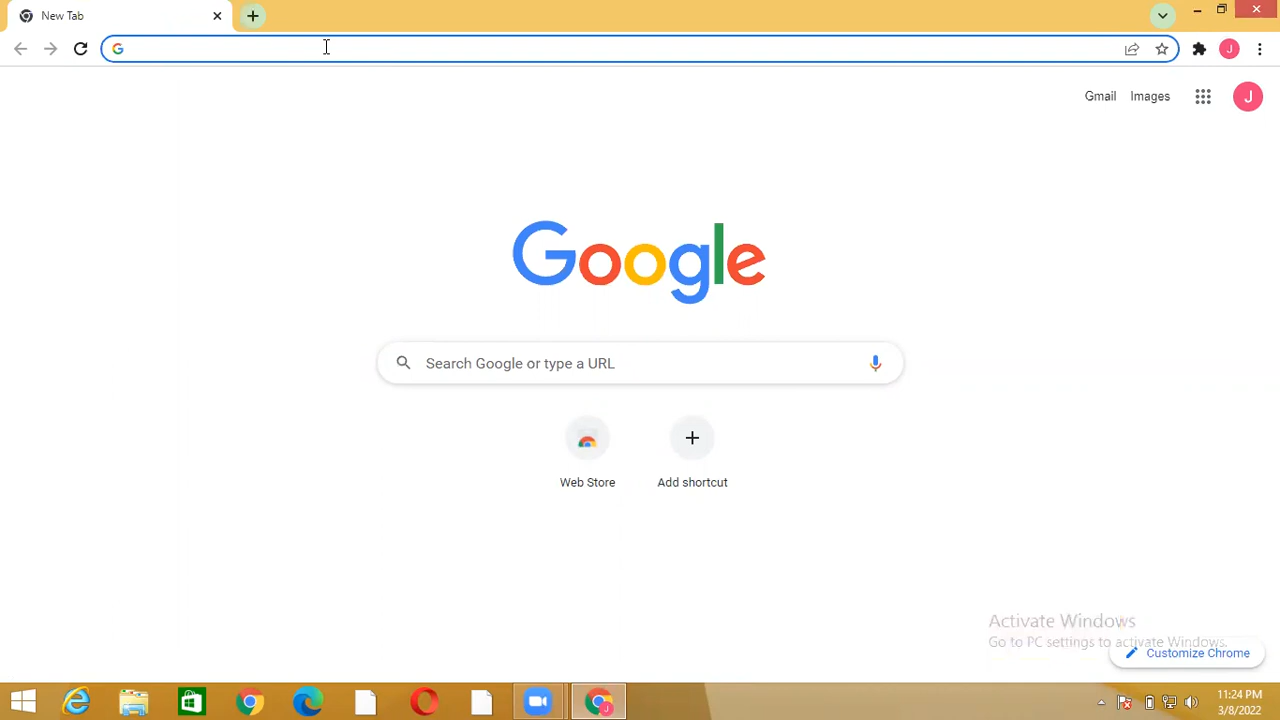 New Tab
Gmail Images
J
Google
Search Google or type a URL
Web Store Add shortcut
Activate Windows
Go to PC settings to activate Windows.
Customize Chrome
11:24 PM
3/8/2022